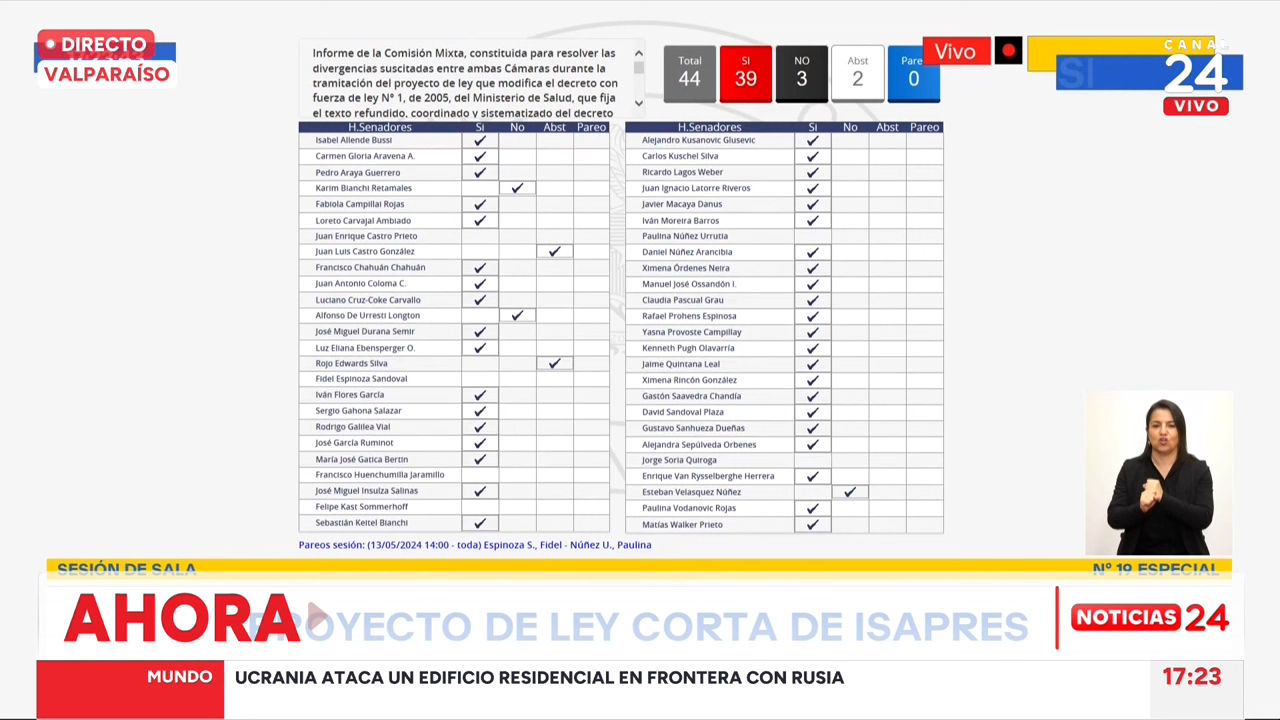 DIRECTO
VALPARAÍSO
Informe de la Comisión Mixta, constituida para resolver las
divergencias suscitadas entre ambas Cámaras durante la
tramitación del proyecto de ley que modifica el decreto con
fuerza de ley N° 1, de 2005, del Ministerio de Salud, que fija
el texto refundido, coordinado y sistematizado del decreto
Total
44
SI
39
NO
3
Abst
2
Pare
0
Vivo
CANAL
24
VIVO
H.Senadores Si No Abst Pareo
Isabel Allende Bussi
Carmen Gloria Aravena A.
Pedro Araya Guerrero
Karim Bianchi Retamales
Fabiola Campillai Rojas
Loreto Carvajal Ambiado
Juan Enrique Castro Prieto
Juan Luis Castro González
Francisco Chahuán Chahuán
Juan Antonio Coloma C.
Luciano Cruz-Coke Carvallo
Alfonso De Urresti Longton
José Miguel Durana Semir
Luz Eliana Ebensperger O.
Rojo Edwards Silva
Fidel Espinoza Sandoval
Iván Flores García
Sergio Gahona Salazar
Rodrigo Galilea Vial
José García Ruminot
María José Gatica Bertin
Francisco Huenchumilla Jaramillo
José Miguel Insulza Salinas
Felipe Kast Sommerhoff
Sebastián Keitel Bianchi
H.Senadores Si No Abst Pareo
Alejandro Kusanovic Glusevic
Carlos Kuschel Silva
Ricardo Lagos Weber
Juan Ignacio Latorre Riveros
Javier Macaya Danus
Iván Moreira Barros
Paulina Núñez Urrutia
Daniel Núñez Arancibia
Ximena Órdenes Neira
Manuel José Ossandón I.
Claudia Pascual Grau
Rafael Prohens Espinosa
Yasna Provoste Campillay
Kenneth Pugh Olavarría
Jaime Quintana Leal
Ximena Rincón González
Gastón Saavedra Chandía
David Sandoval Plaza
Gustavo Sanhueza Dueñas
Alejandra Sepúlveda Orbenes
Jorge Soria Quiroga
Enrique Van Rysselberghe Herrera
Esteban Velasquez Núñez
Paulina Vodanovic Rojas
Matías Walker Prieto
Pareos sesión: (13/05/2024 14:00 - toda) Espinoza S., Fidel - Núñez U., Paulina
SESIÓN DE SALA
N° 19 ESPECIAL
AHORA
PROYECTO DE LEY CORTA DE ISAPRES
NOTICIAS 24
MUNDO
UCRANIA ATACA UN EDIFICIO RESIDENCIAL EN FRONTERA CON RUSIA
17:23